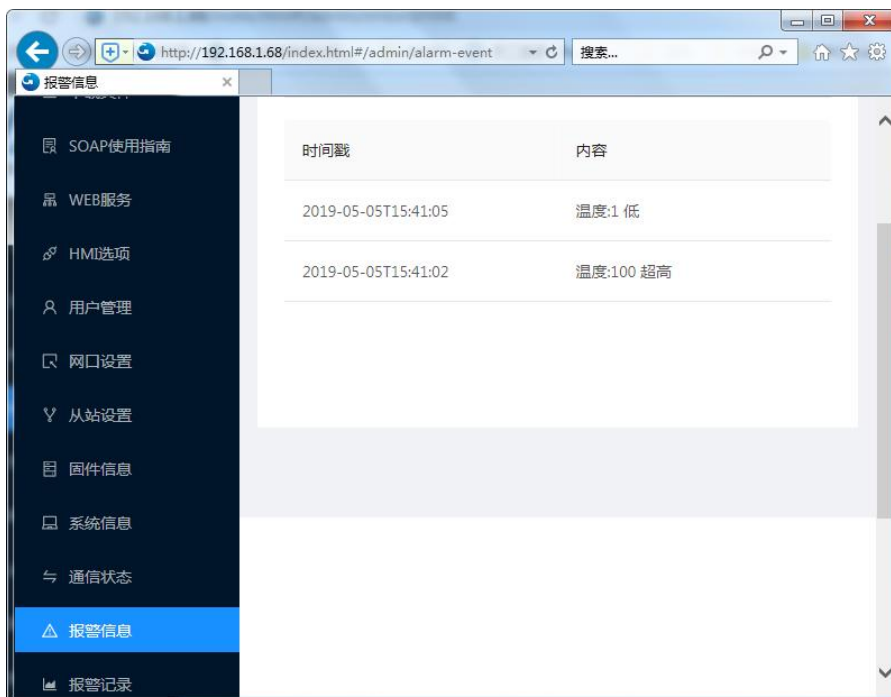 http://192.168.1.68/index.html#/admin/alarm-event
搜索...
报警信息
SOAP使用指南
WEB服务
HMI选项
用户管理
网口设置
从站设置
固件信息
系统信息
通信状态
报警信息
报警记录
时间戳 内容
2019-05-05T15:41:05 温度:1 低
2019-05-05T15:41:02 温度:100 超高